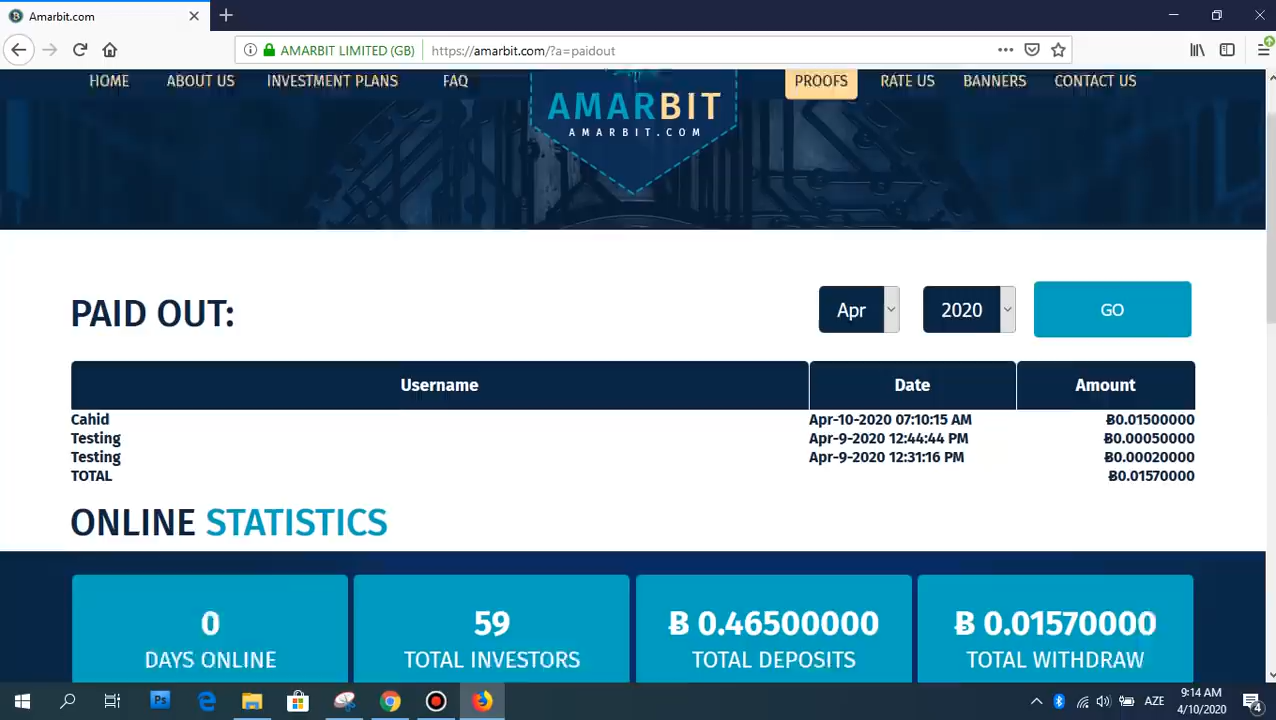 Amarbit.com
AMARBIT LIMITED (GB) https://amarbit.com/?a=paidout
HOME ABOUT US INVESTMENT PLANS FAQ PROOFS RATE US BANNERS CONTACT US
AMARBIT
AMARBIT.COM
PAID OUT: Apr 2020 GO
Username Date Amount
Cahid Apr-10-2020 07:10:15 AM Ƀ0.01500000
Testing Apr-9-2020 12:44:44 PM Ƀ0.00050000
Testing Apr-9-2020 12:31:16 PM Ƀ0.00020000
TOTAL Ƀ0.01570000
ONLINE STATISTICS
0 59 Ƀ 0.46500000 Ƀ 0.01570000
DAYS ONLINE TOTAL INVESTORS TOTAL DEPOSITS TOTAL WITHDRAW
Ps AZE 9:14 AM
4/10/2020 4